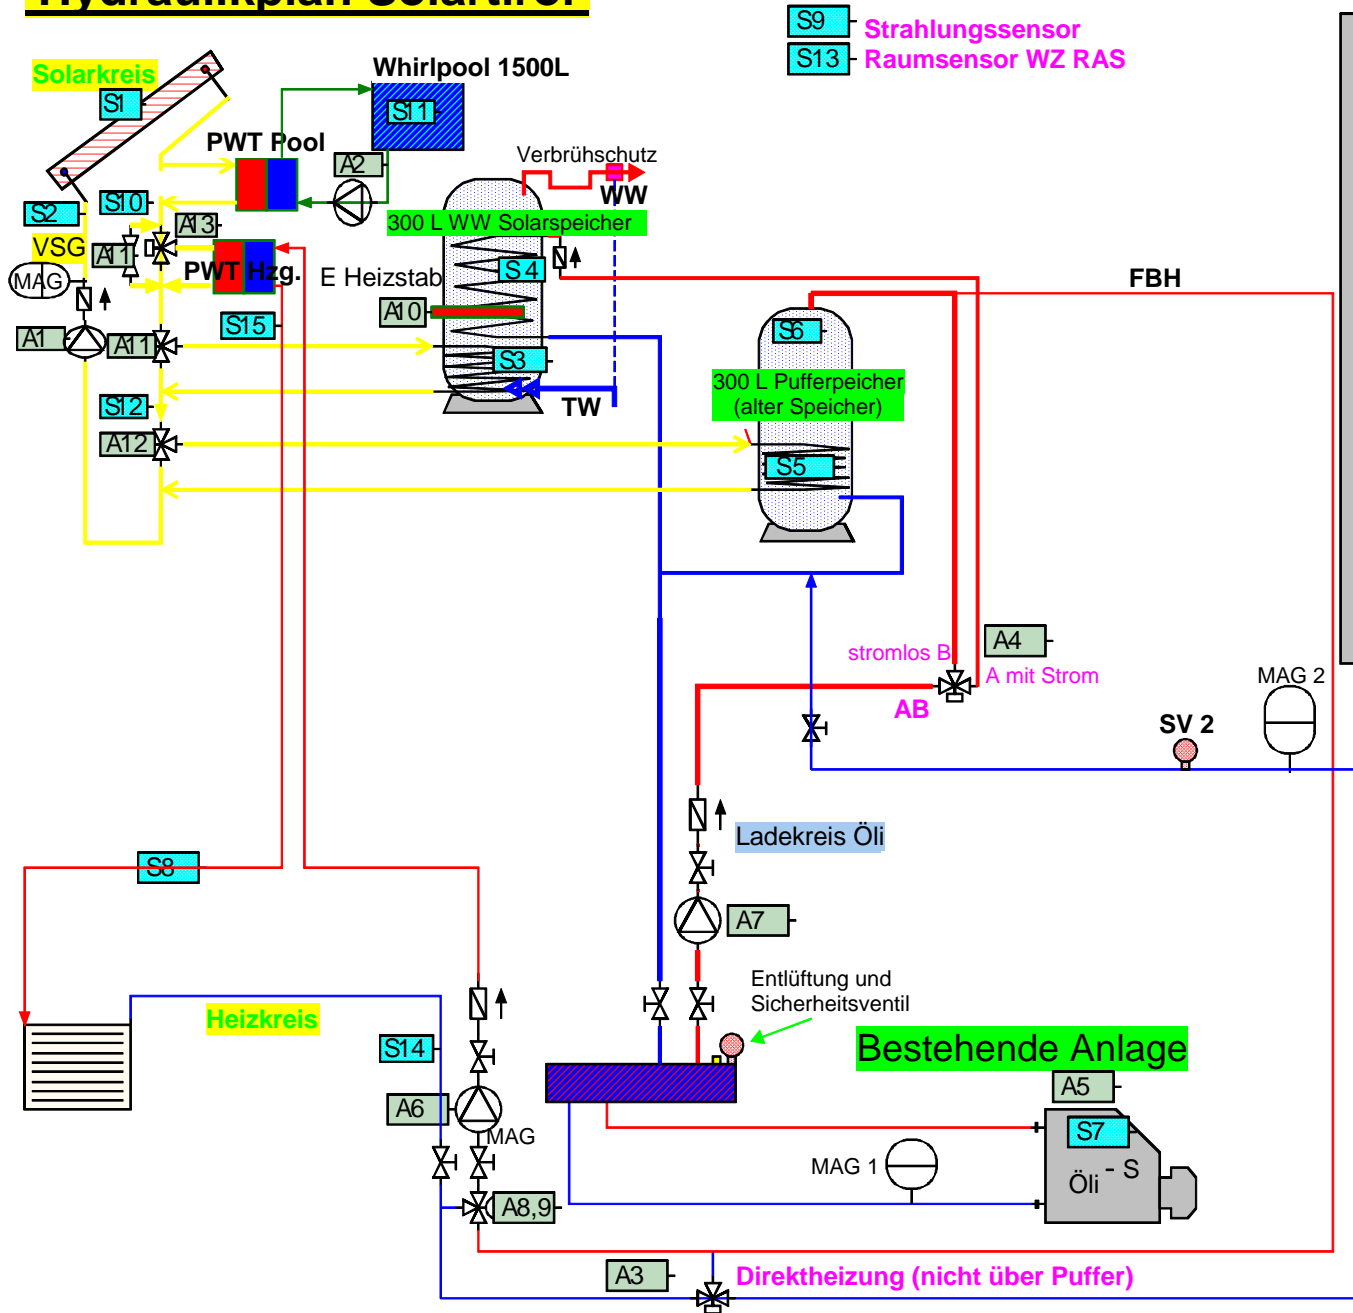 Hydraulikplan Solartirol
S9 Strahlungssensor
S13 Raumsensor WZ RAS
Solarkreis
S1
Whirlpool 1500L
S11
PWT Pool
A2
Verbrühschutz
WW
S10
S2
A13
300 L WW Solarspeicher
VSG
A11
PWT Hzg.
S4
MAG
E Heizstab
FBH
A10
S15
S6
A1
A11
S3
300 L Pufferpeicher
(alter Speicher)
S12
TW
A12
S5
A4
stromlos B
A mit Strom
MAG 2
AB
SV 2
Ladekreis Öli
S8
A7
Entlüftung und
Sicherheitsventil
Heizkreis
S14
Bestehende Anlage
A5
A6
MAG
S7
MAG 1
Öli - S
A8,9
A3
Direktheizung (nicht über Puffer)